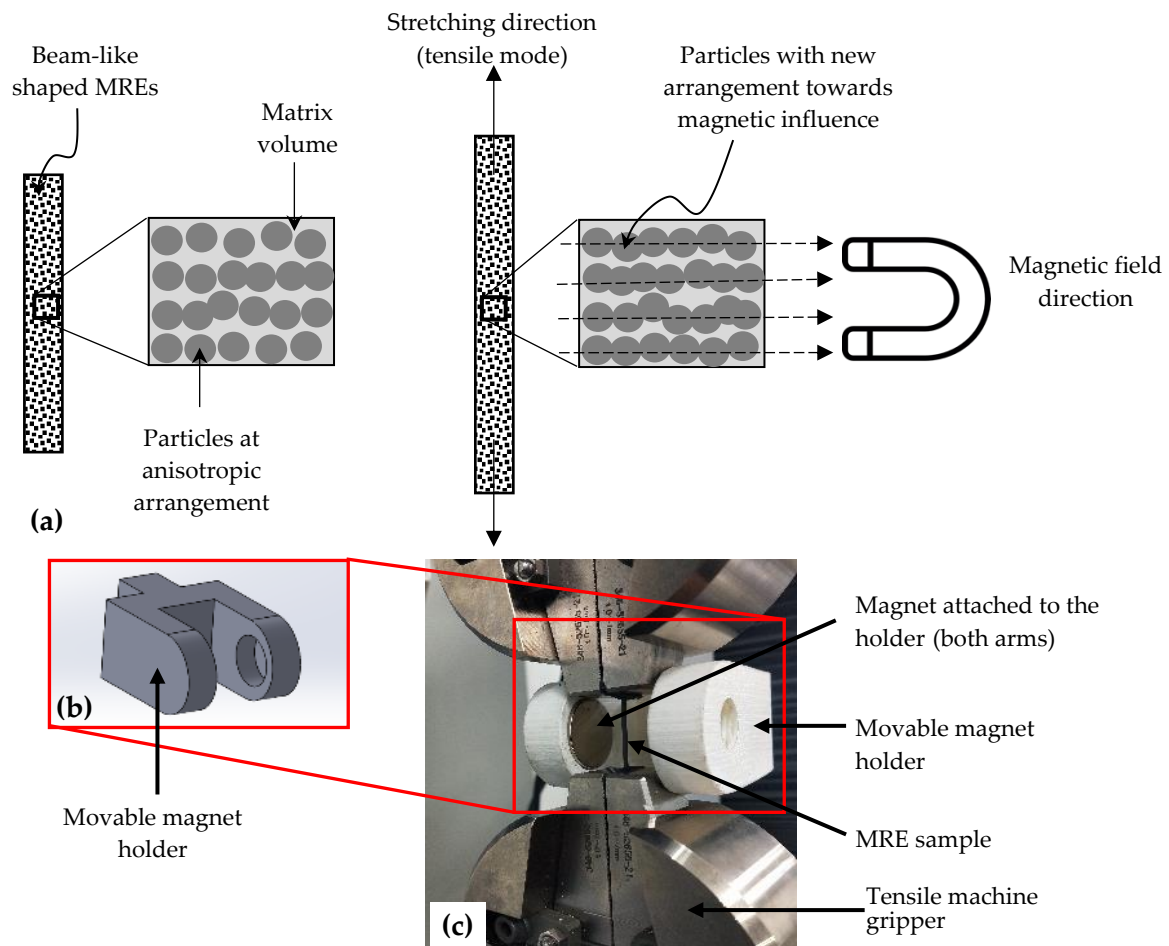 Beam-like
shaped MREs
Matrix
volume
Particles at
anisotropic
arrangement
Stretching direction
(tensile mode)
Particles with new
arrangement towards
magnetic influence
Magnetic field
direction
(a)
(b)
Movable magnet
holder
Magnet attached to the
holder (both arms)
Movable magnet
holder
MRE sample
Tensile machine
gripper
(c)